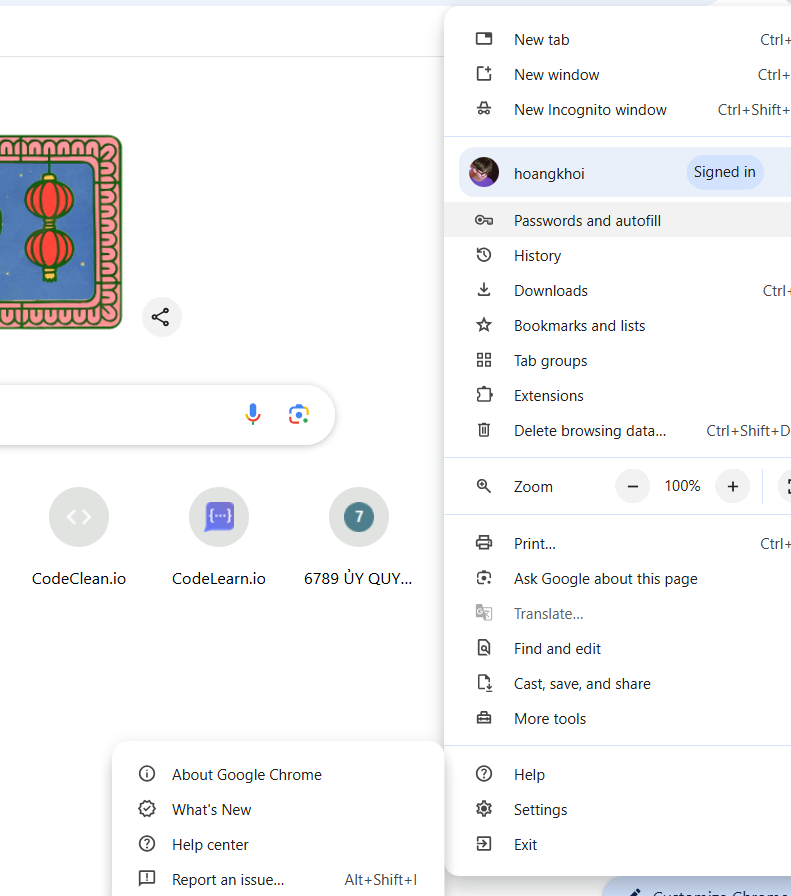 New tab Ctrl+
New window Ctrl+
New Incognito window Ctrl+Shift+
hoangkhoi Signed in
Passwords and autofill
History
Downloads Ctrl+
Bookmarks and lists
Tab groups
Extensions
Delete browsing data... Ctrl+Shift+D
Zoom − 100% +
Print... Ctrl+
Ask Google about this page
Translate...
Find and edit
Cast, save, and share
More tools
Help
Settings
Exit
{...}
7
CodeClean.io
CodeLearn.io
6789 ỦY QUY...
About Google Chrome
What's New
Help center
Report an issue... Alt+Shift+I
Customize Chrome